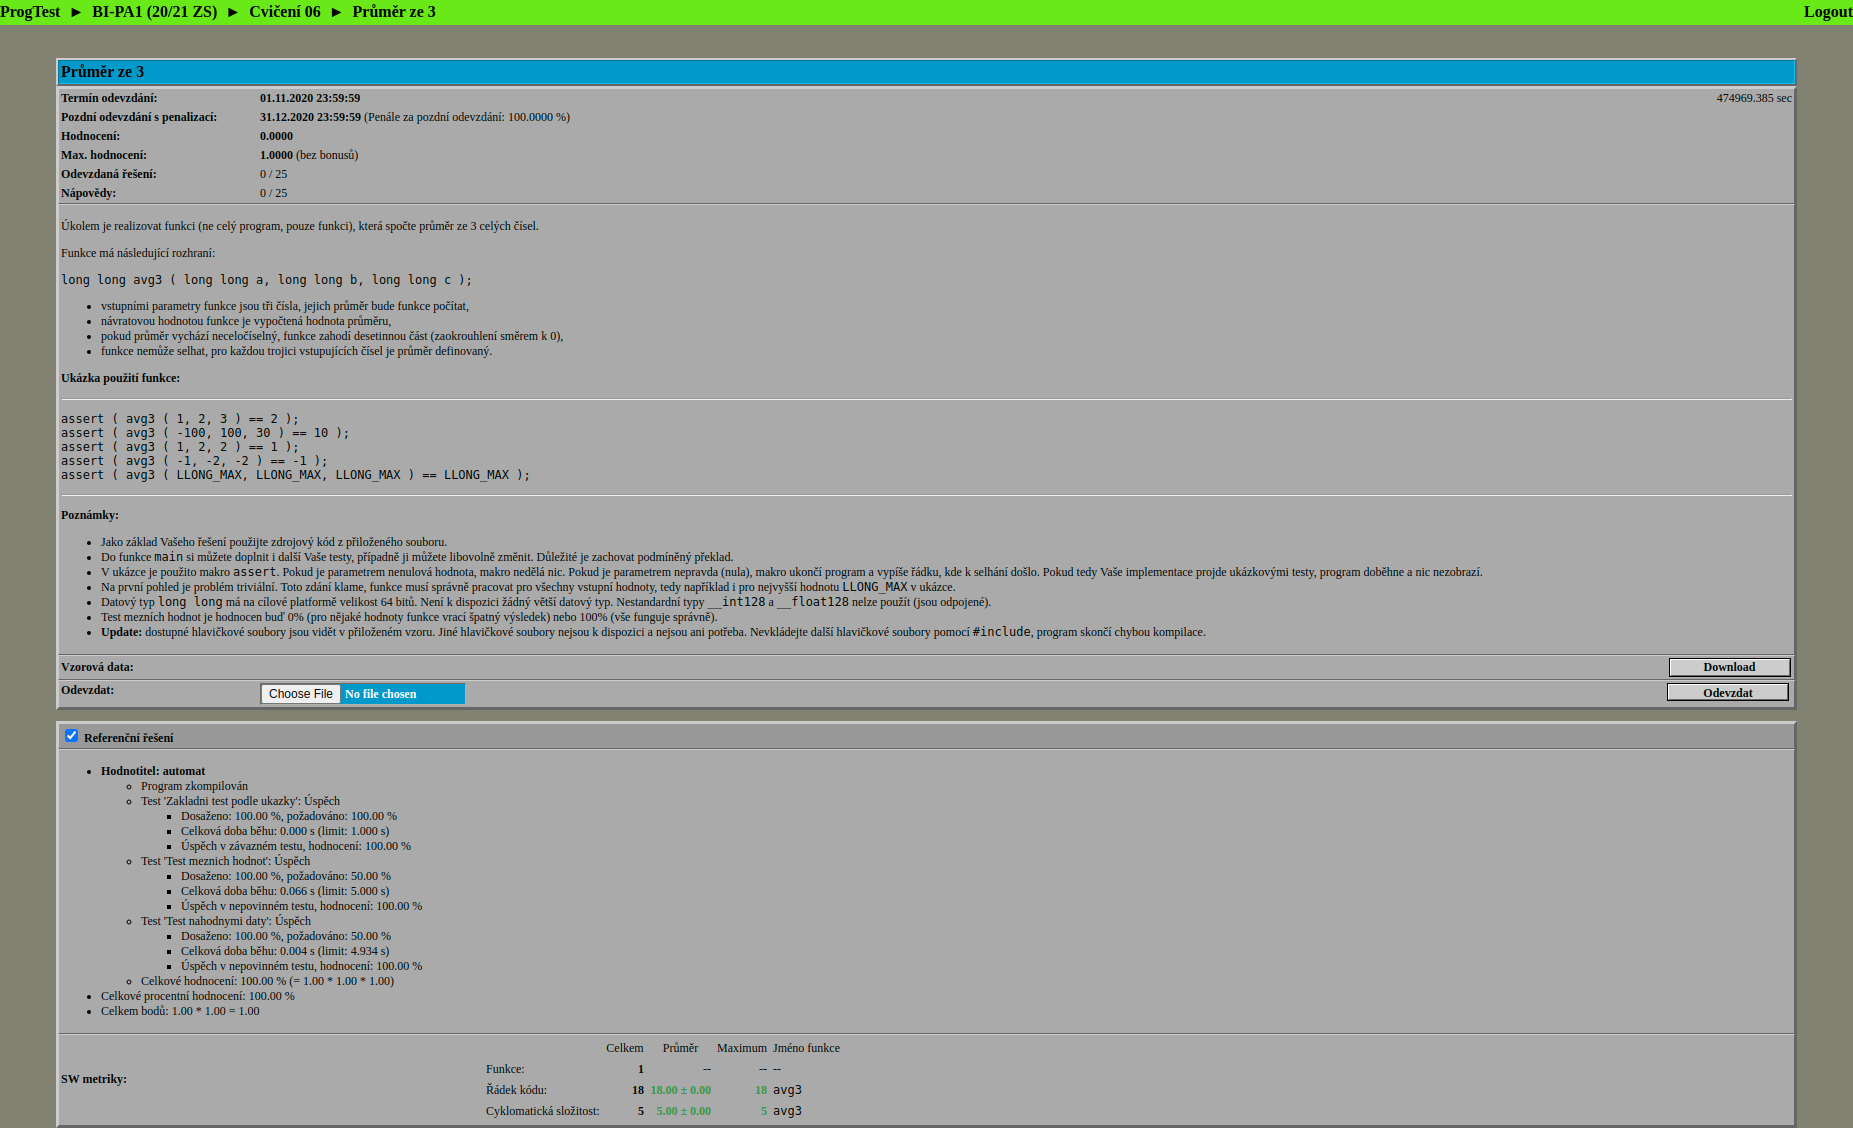 ProgTest ► BI-PA1 (20/21 ZS) ► Cvičení 06 ► Průměr ze 3 Logout
Průměr ze 3
Termín odevzdání: 01.11.2020 23:59:59 474969.385 sec
Pozdní odevzdání s penalizací: 31.12.2020 23:59:59 (Penále za pozdní odevzdání: 100.0000 %)
Hodnocení: 0.0000
Max. hodnocení: 1.0000 (bez bonusů)
Odevzdaná řešení: 0 / 25
Nápovědy: 0 / 25
Úkolem je realizovat funkci (ne celý program, pouze funkci), která spočte průměr ze 3 celých čísel.
Funkce má následující rozhraní:
long long avg3 ( long long a, long long b, long long c );
• vstupními parametry funkce jsou tři čísla, jejich průměr bude funkce počítat,
• návratovou hodnotou funkce je vypočtená hodnota průměru,
• pokud průměr vychází neceločíselný, funkce zahodí desetinnou část (zaokrouhlení směrem k 0),
• funkce nemůže selhat, pro každou trojici vstupujících čísel je průměr definovaný.
Ukázka použití funkce:
assert ( avg3 ( 1, 2, 3 ) == 2 );
assert ( avg3 ( -100, 100, 30 ) == 10 );
assert ( avg3 ( 1, 2, 2 ) == 1 );
assert ( avg3 ( -1, -2, -2 ) == -1 );
assert ( avg3 ( LLONG_MAX, LLONG_MAX, LLONG_MAX ) == LLONG_MAX );
Poznámky:
• Jako základ Vašeho řešení použijte zdrojový kód z přiloženého souboru.
• Do funkce main si můžete doplnit i další Vaše testy, případně ji můžete libovolně změnit. Důležité je zachovat podmíněný překlad.
• V ukázce je použito makro assert. Pokud je parametrem nenulová hodnota, makro nedělá nic. Pokud je parametrem nepravda (nula), makro ukončí program a vypíše řádku, kde k selhání došlo. Pokud tedy Vaše implementace projde ukázkovými testy, program doběhne a nic nezobrazí.
• Na první pohled je problém triviální. Toto zdání klame, funkce musí správně pracovat pro všechny vstupní hodnoty, tedy například i pro nejvyšší hodnotu LLONG_MAX v ukázce.
• Datový typ long long má na cílové platformě velikost 64 bitů. Není k dispozici žádný větší datový typ. Nestandardní typy __int128 a __float128 nelze použít (jsou odpojené).
• Test mezních hodnot je hodnocen buď 0% (pro nějaké hodnoty funkce vrací špatný výsledek) nebo 100% (vše funguje správně).
• Update: dostupné hlavičkové soubory jsou vidět v přiloženém vzoru. Jiné hlavičkové soubory nejsou k dispozici a nejsou ani potřeba. Nevkládejte další hlavičkové soubory pomocí #include, program skončí chybou kompilace.
Vzorová data: Download
Odevzdat: Choose File No file chosen Odevzdat
Referenční řešení
• Hodnotitel: automat
Program zkompilován
Test 'Zakladni test podle ukazky': Úspěch
Dosaženo: 100.00 %, požadováno: 100.00 %
Celková doba běhu: 0.000 s (limit: 1.000 s)
Úspěch v závazném testu, hodnocení: 100.00 %
Test 'Test meznich hodnot': Úspěch
Dosaženo: 100.00 %, požadováno: 50.00 %
Celková doba běhu: 0.066 s (limit: 5.000 s)
Úspěch v nepovinném testu, hodnocení: 100.00 %
Test 'Test nahodnymi daty': Úspěch
Dosaženo: 100.00 %, požadováno: 50.00 %
Celková doba běhu: 0.004 s (limit: 4.934 s)
Úspěch v nepovinném testu, hodnocení: 100.00 %
Celkové hodnocení: 100.00 % (= 1.00 * 1.00 * 1.00)
• Celkové procentní hodnocení: 100.00 %
• Celkem bodů: 1.00 * 1.00 = 1.00
SW metriky:
Celkem Průměr Maximum Jméno funkce
Funkce: 1 -- -- --
Řádek kódu: 18 18.00 ± 0.00 18 avg3
Cyklomatická složitost: 5 5.00 ± 0.00 5 avg3